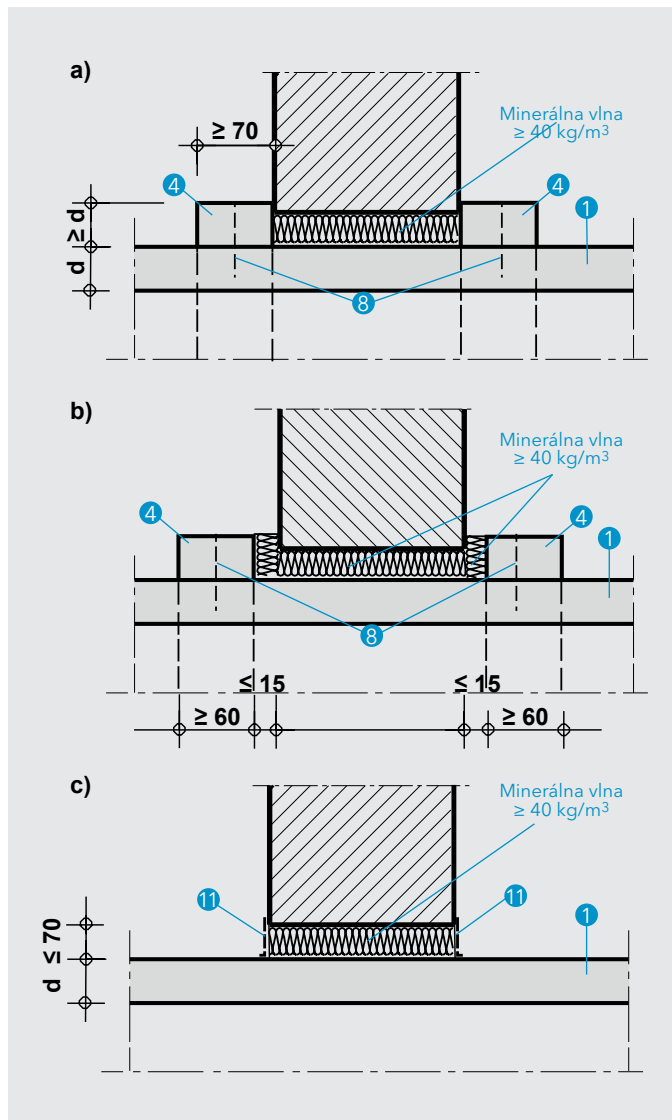 a)
Minerálna vlna
≥ 40 kg/m³
≥ 70
4
4
1
≥ d
d
8
b)
Minerálna vlna
≥ 40 kg/m³
4
4
1
8
≤ 15
≤ 15
≥ 60
≥ 60
c)
Minerálna vlna
≥ 40 kg/m³
11
11
1
≤ 70
d